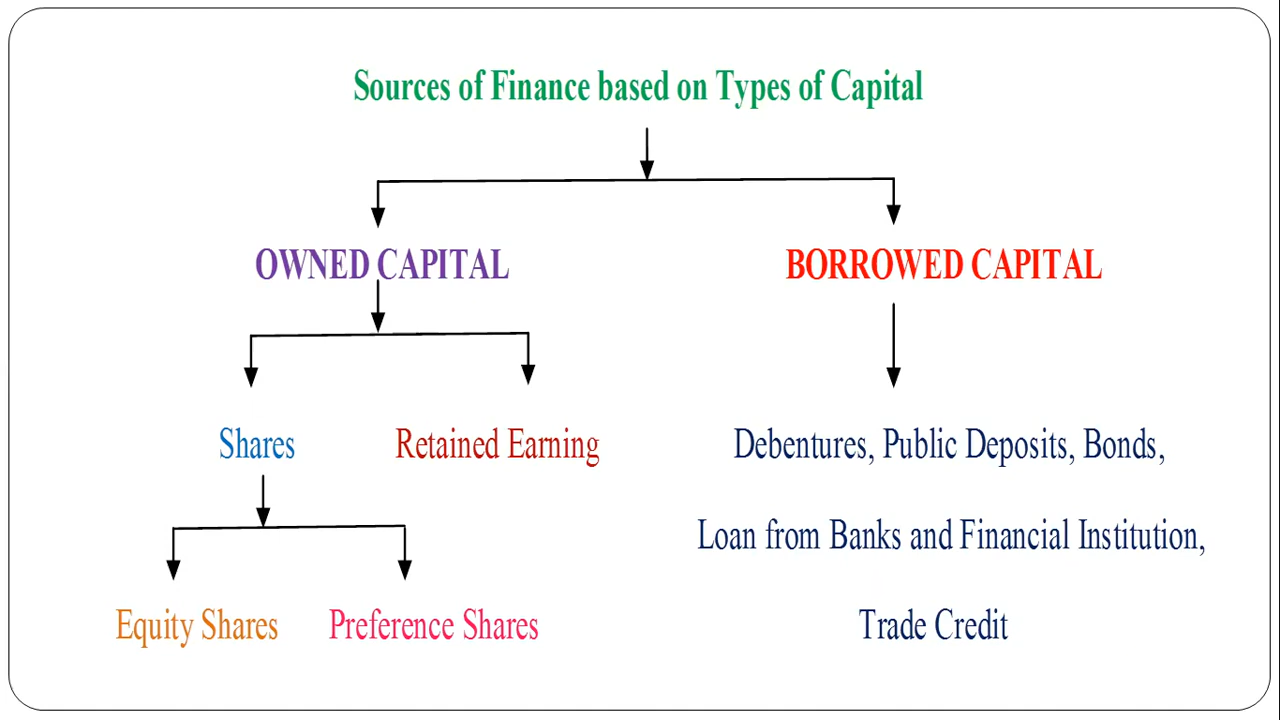 Sources of Finance based on Types of Capital
OWNED CAPITAL
BORROWED CAPITAL
Shares
Retained Earning
Debentures, Public Deposits, Bonds,
Loan from Banks and Financial Institution,
Equity Shares
Preference Shares
Trade Credit